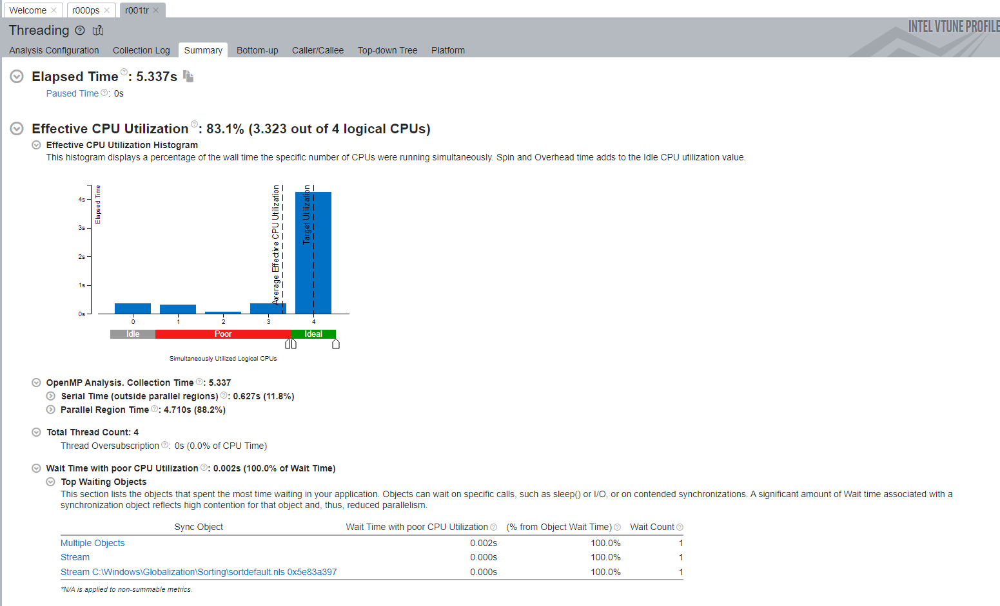 Welcome
r000ps
r001tr
Threading
INTEL VTUNE PROFILE
Analysis Configuration
Collection Log
Summary
Bottom-up
Caller/Callee
Top-down Tree
Platform
Elapsed Time ?: 5.337s
Paused Time ?: 0s
Effective CPU Utilization ?: 83.1% (3.323 out of 4 logical CPUs)
Effective CPU Utilization Histogram
This histogram displays a percentage of the wall time the specific number of CPUs were running simultaneously. Spin and Overhead time adds to the Idle CPU utilization value.
Elapsed Time
4s
3s
2s
1s
0s
Average Effective CPU Utilization
Target Utilization
0 1 2 3 4
Idle Poor Ideal
Simultaneously Utilized Logical CPUs
OpenMP Analysis. Collection Time ?: 5.337
Serial Time (outside parallel regions) ?: 0.627s (11.8%)
Parallel Region Time ?: 4.710s (88.2%)
Total Thread Count: 4
Thread Oversubscription ?: 0s (0.0% of CPU Time)
Wait Time with poor CPU Utilization ?: 0.002s (100.0% of Wait Time)
Top Waiting Objects
This section lists the objects that spent the most time waiting in your application. Objects can wait on specific calls, such as sleep() or I/O, or on contended synchronizations. A significant amount of Wait time associated with a
synchronization object reflects high contention for that object and, thus, reduced parallelism.
Sync Object Wait Time with poor CPU Utilization ? (% from Object Wait Time) ? Wait Count ?
Multiple Objects 0.002s 100.0% 1
Stream 0.000s 100.0% 1
Stream C:\Windows\Globalization\Sorting\sortdefault.nls 0x5e83a397 0.000s 100.0% 1
*N/A is applied to non-summable metrics.